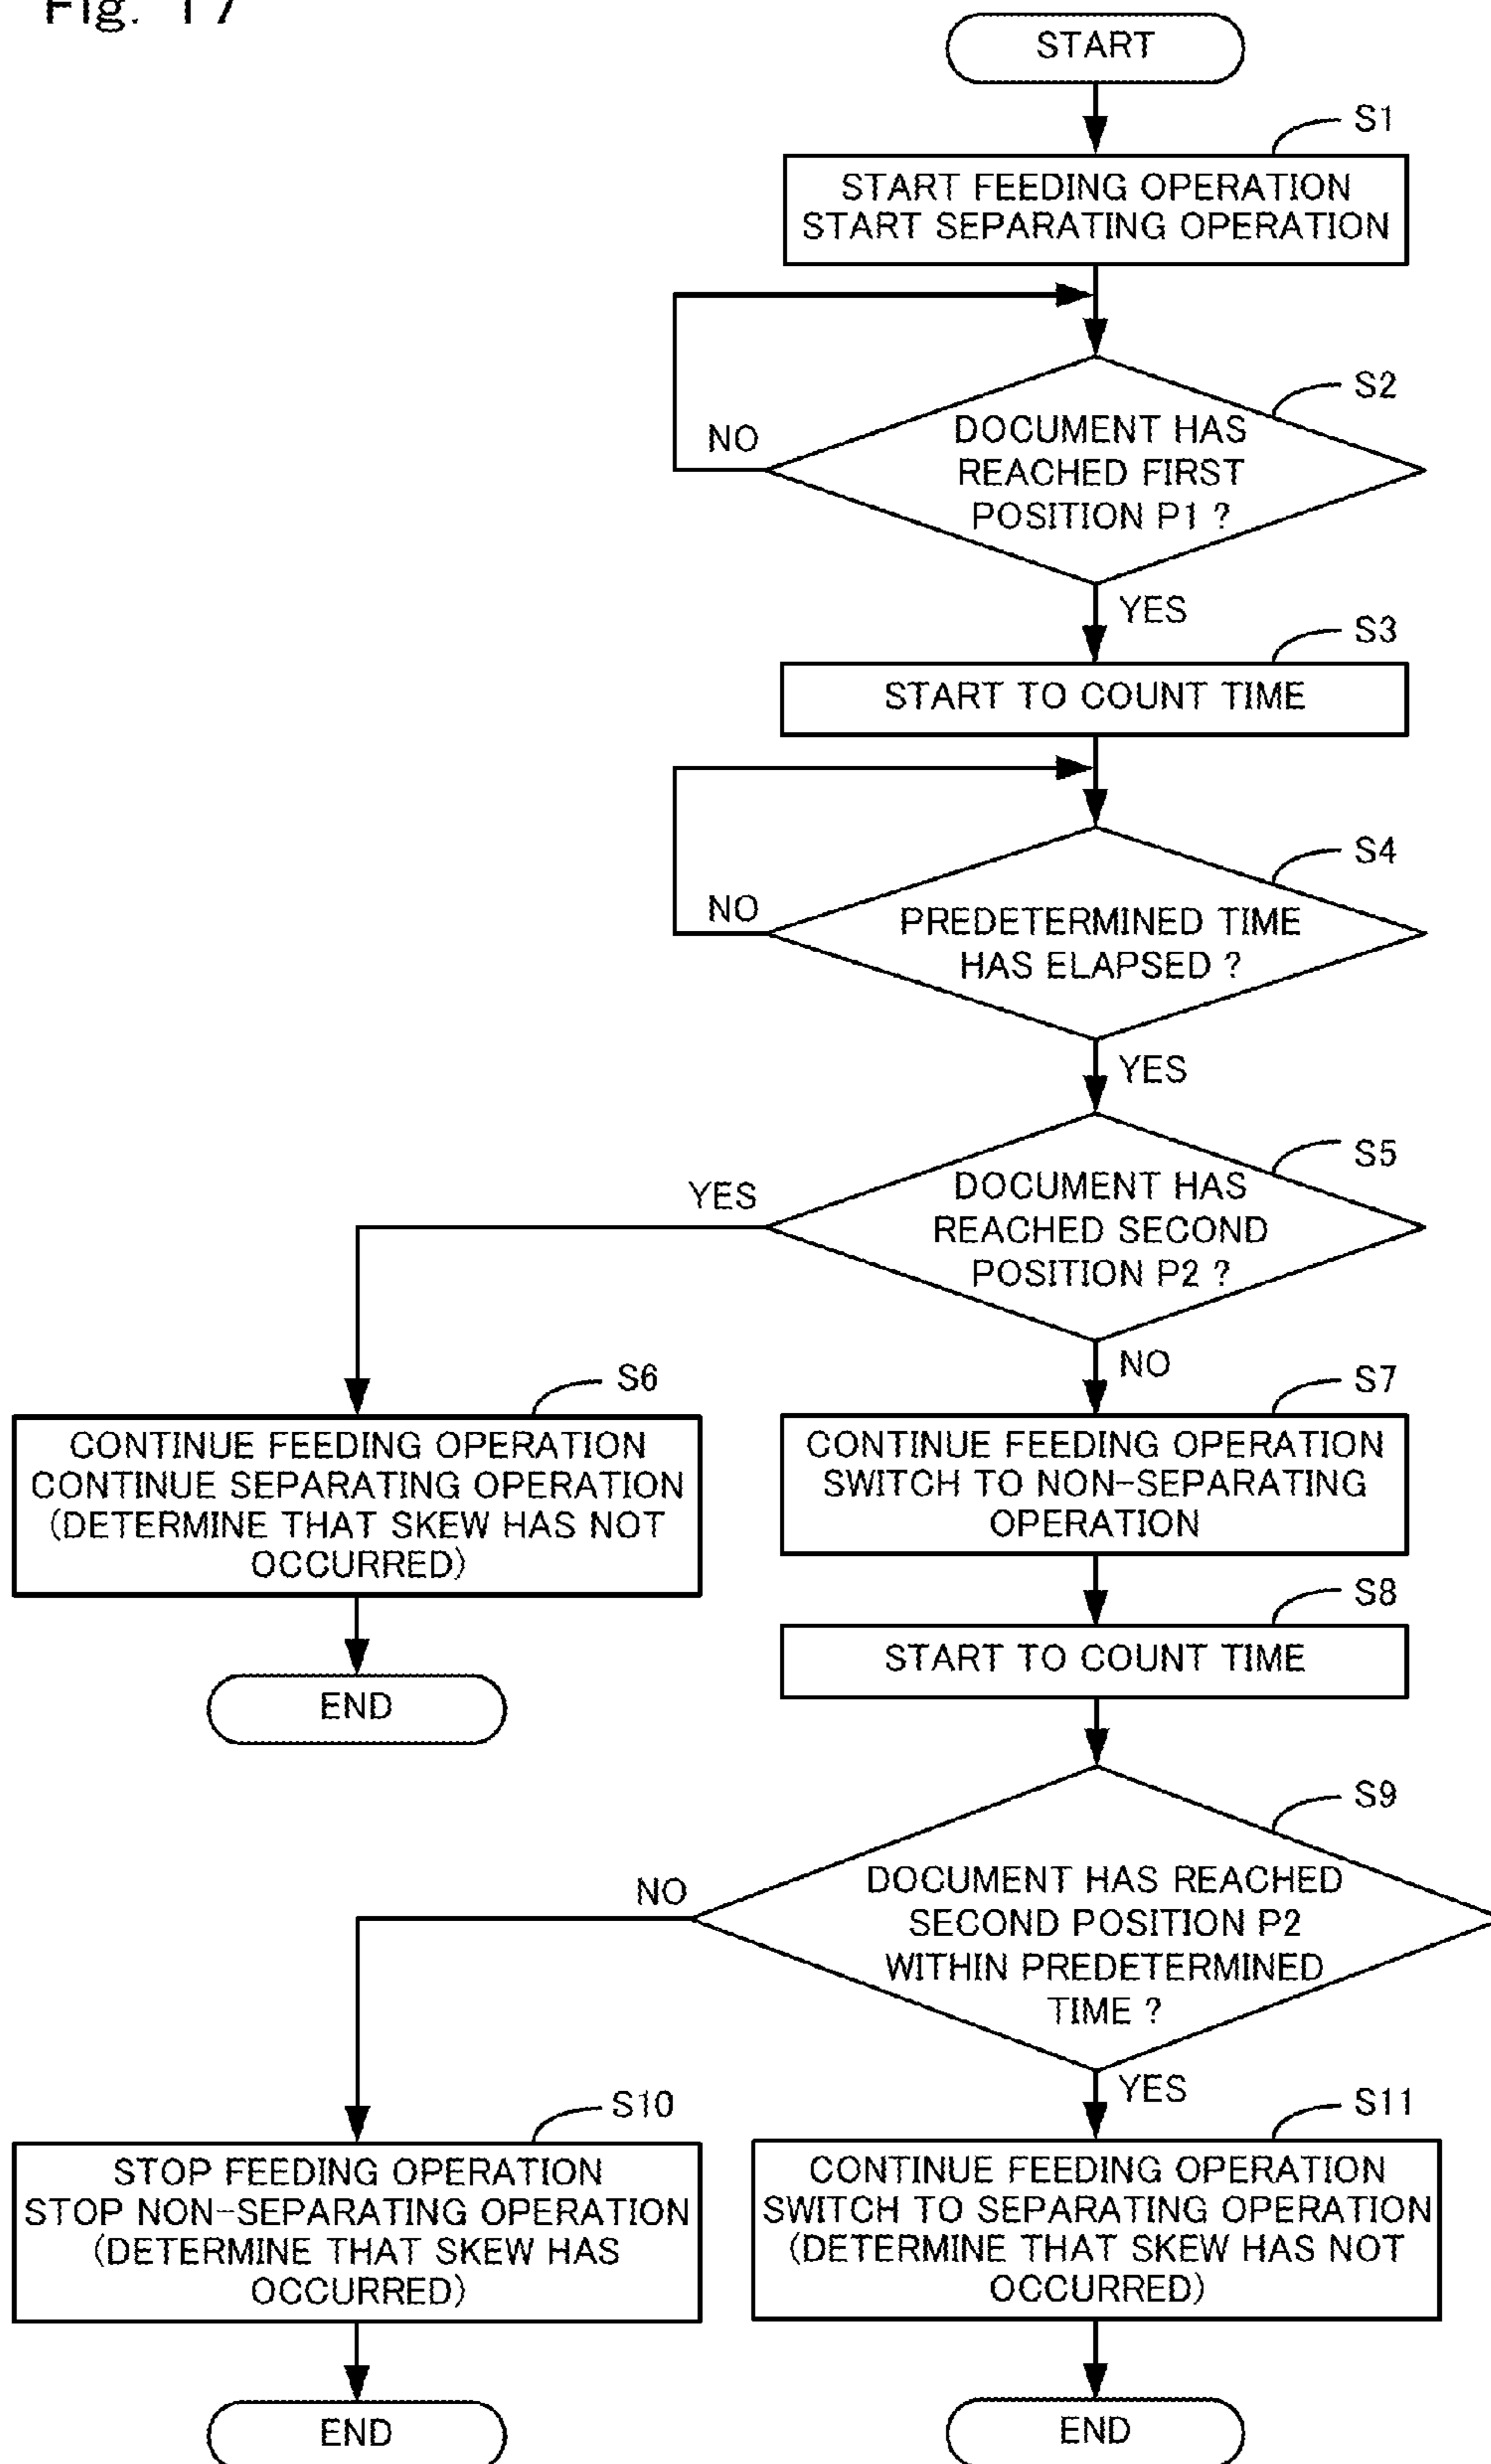 Fig. 17
START
S1
START FEEDING OPERATION
START SEPARATING OPERATION
S2
DOCUMENT HAS
REACHED FIRST
POSITION P1 ?
NO
YES
S3
START TO COUNT TIME
S4
PREDETERMINED TIME
HAS ELAPSED ?
NO
YES
S5
DOCUMENT HAS
REACHED SECOND
POSITION P2 ?
YES
NO
S6
CONTINUE FEEDING OPERATION
CONTINUE SEPARATING OPERATION
(DETERMINE THAT SKEW HAS NOT
OCCURRED)
END
S7
CONTINUE FEEDING OPERATION
SWITCH TO NON-SEPARATING
OPERATION
S8
START TO COUNT TIME
S9
DOCUMENT HAS REACHED
SECOND POSITION P2
WITHIN PREDETERMINED
TIME ?
NO
YES
S10
STOP FEEDING OPERATION
STOP NON-SEPARATING OPERATION
(DETERMINE THAT SKEW HAS
OCCURRED)
END
S11
CONTINUE FEEDING OPERATION
SWITCH TO SEPARATING OPERATION
(DETERMINE THAT SKEW HAS NOT
OCCURRED)
END